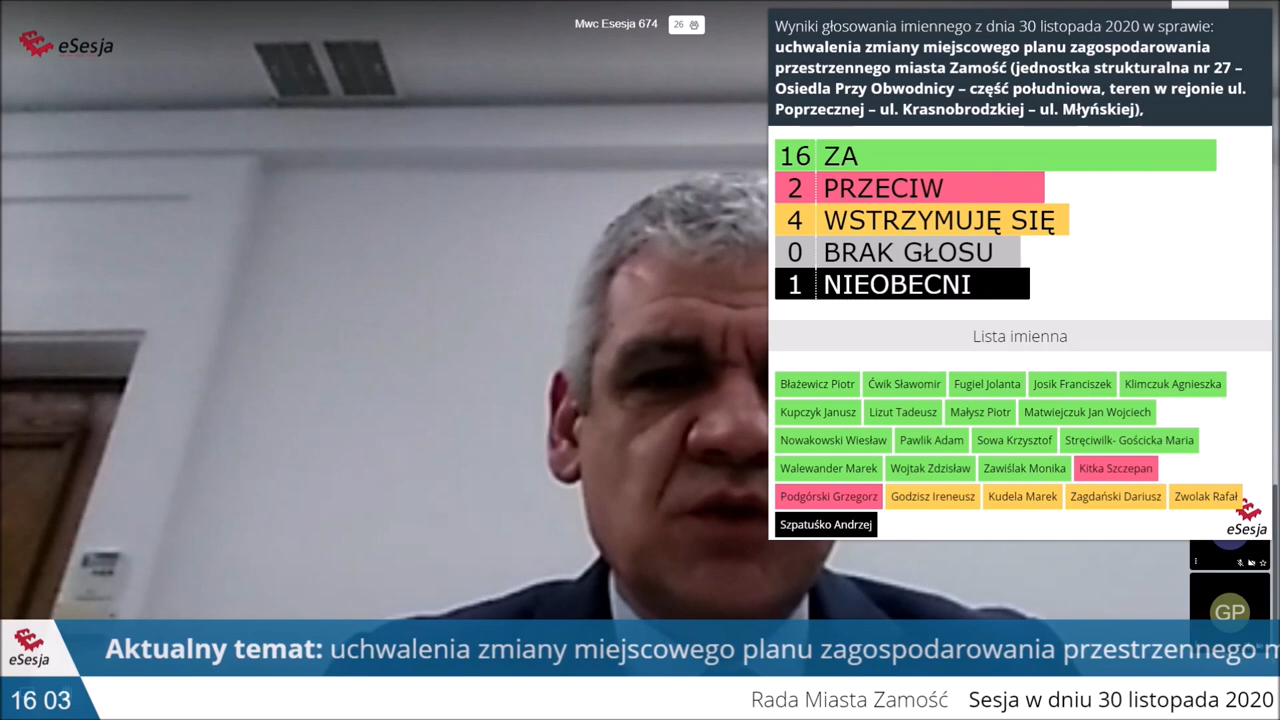 Mwc Esesja 674
26
eSesja
Wyniki głosowania imiennego z dnia 30 listopada 2020 w sprawie:
uchwalenia zmiany miejscowego planu zagospodarowania
przestrzennego miasta Zamość (jednostka strukturalna nr 27 –
Osiedla Przy Obwodnicy – część południowa, teren w rejonie ul.
Poprzecznej – ul. Krasnobrodzkiej – ul. Młyńskiej),
16 ZA
2 PRZECIW
4 WSTRZYMUJĘ SIĘ
0 BRAK GŁOSU
1 NIEOBECNI
Lista imienna
Błażewicz Piotr Ćwik Sławomir Fugiel Jolanta Josik Franciszek Klimczuk Agnieszka
Kupczyk Janusz Lizut Tadeusz Małysz Piotr Matwiejczuk Jan Wojciech
Nowakowski Wiesław Pawlik Adam Sowa Krzysztof Stręciwilk- Gościcka Maria
Walewander Marek Wojtak Zdzisław Zawiślak Monika Kitka Szczepan
Podgórski Grzegorz Godzisz Ireneusz Kudela Marek Zagdański Dariusz Zwolak Rafał
Szpatuśko Andrzej
eSesja
GP
eSesja
Aktualny temat: uchwalenia zmiany miejscowego planu zagospodarowania przestrzennego
16 03
Rada Miasta Zamość Sesja w dniu 30 listopada 2020